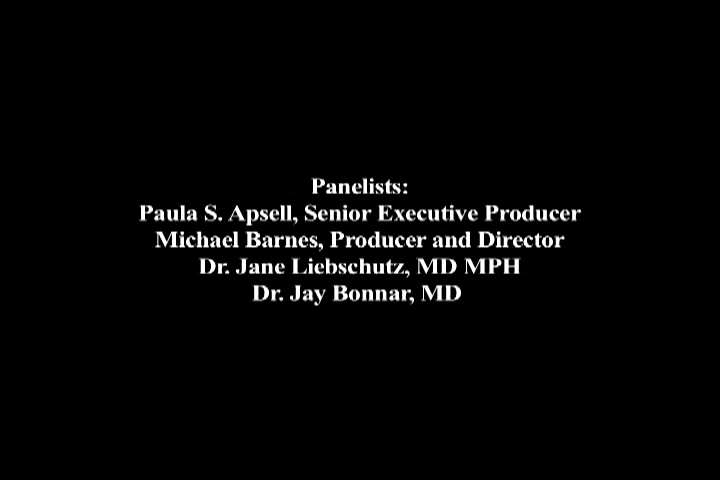 Panelists:
Paula S. Apsell, Senior Executive Producer
Michael Barnes, Producer and Director
Dr. Jane Liebschutz, MD MPH
Dr. Jay Bonnar, MD